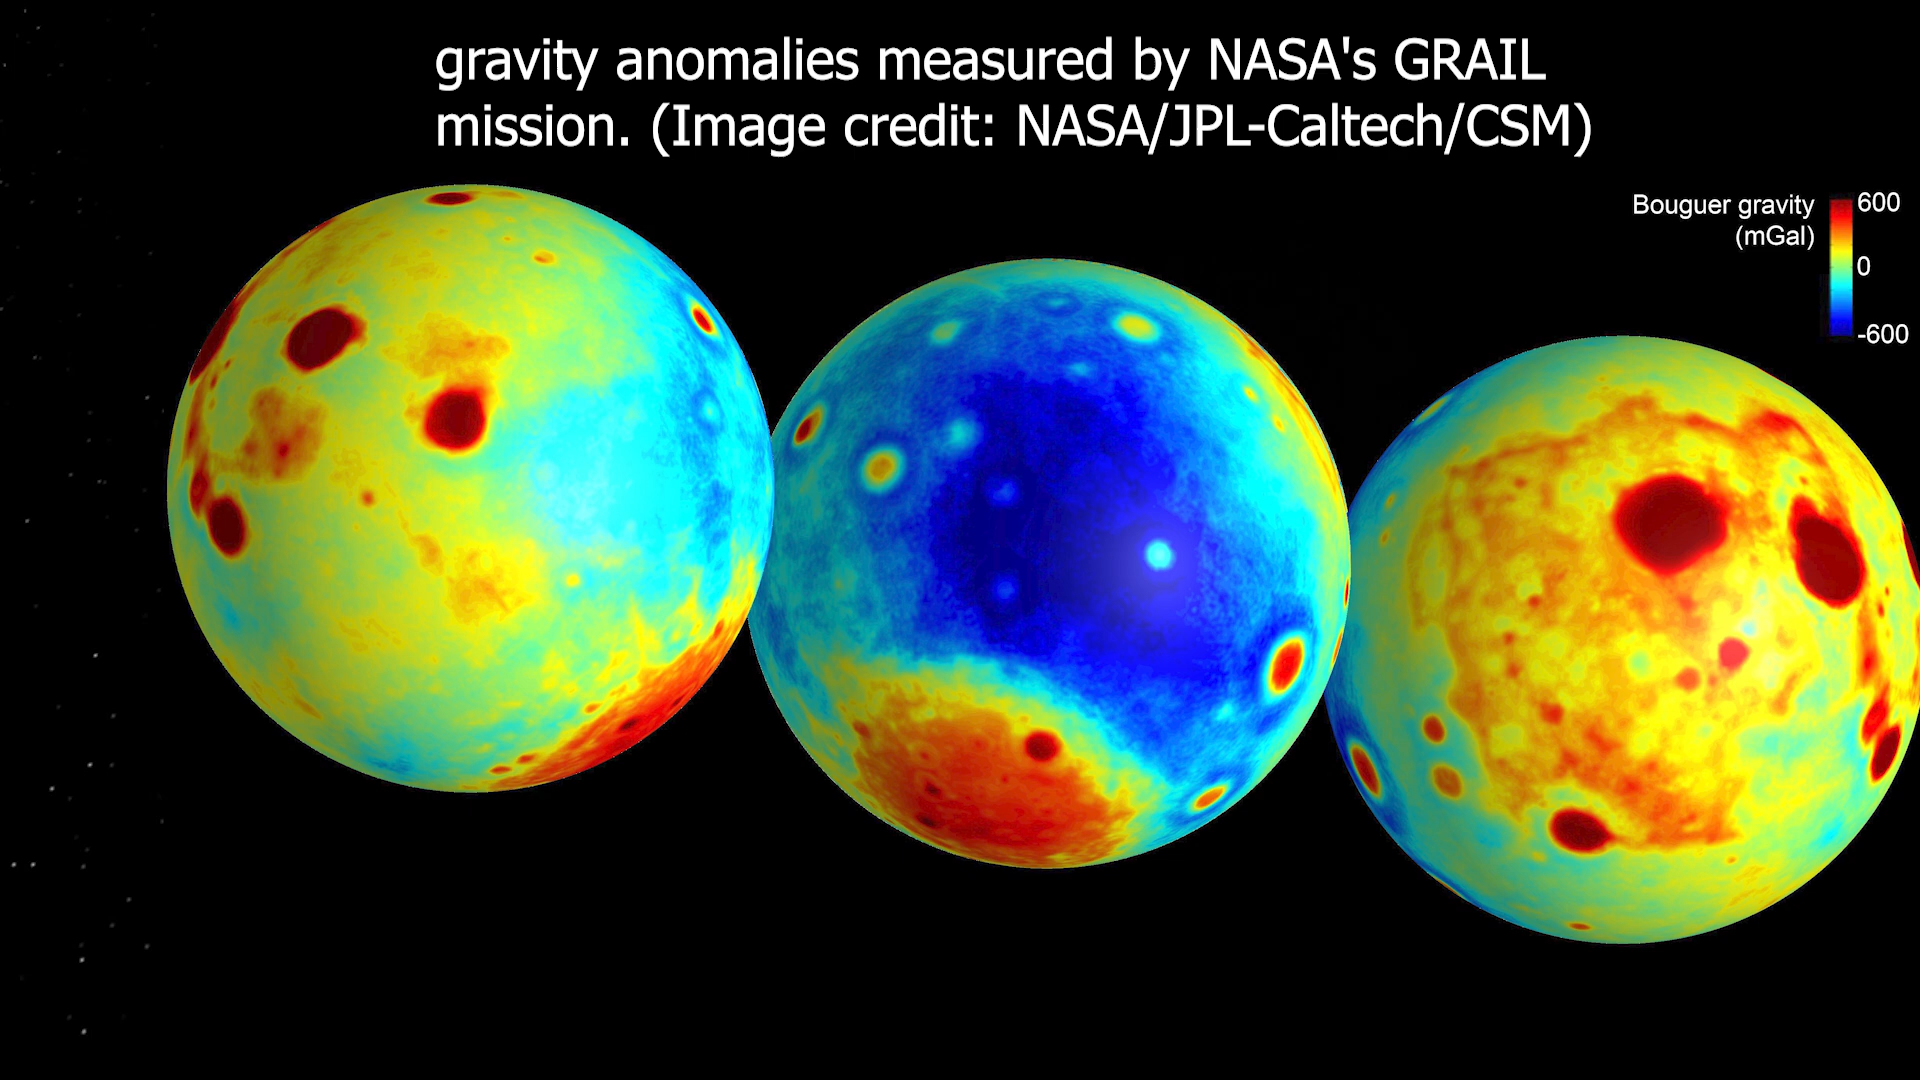 gravity anomalies measured by NASA's GRAIL
mission. (Image credit: NASA/JPL-Caltech/CSM)
Bouguer gravity
(mGal)
600
0
-600